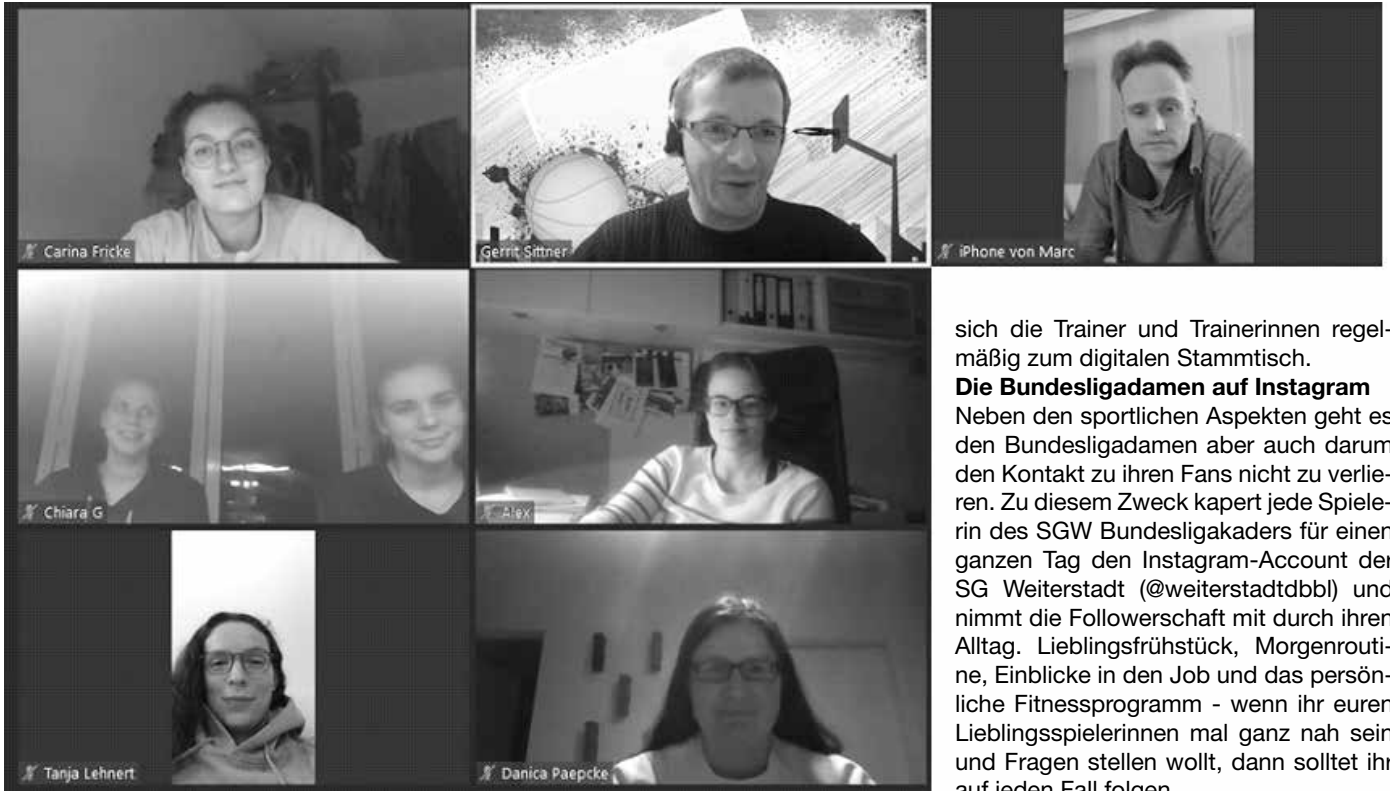 Carina Fricke
Gerrit Sittner
iPhone von Marc
Chiara G
Alex
Tanja Lehnert
Danica Paepcke
sich die Trainer und Trainerinnen regel-
mäßig zum digitalen Stammtisch.
Die Bundesligadamen auf Instagram
Neben den sportlichen Aspekten geht es
den Bundesligadamen aber auch darum
den Kontakt zu ihren Fans nicht zu verlie-
ren. Zu diesem Zweck kapert jede Spiele-
rin des SGW Bundesligakaders für einen
ganzen Tag den Instagram-Account der
SG Weiterstadt (@weiterstadtdbbl) und
nimmt die Followerschaft mit durch ihren
Alltag. Lieblingsfrühstück, Morgenrouti-
ne, Einblicke in den Job und das persön-
liche Fitnessprogramm - wenn ihr euren
Lieblingsspielerinnen mal ganz nah sein
und Fragen stellen wollt, dann solltet ihr
auf jeden Fall folgen